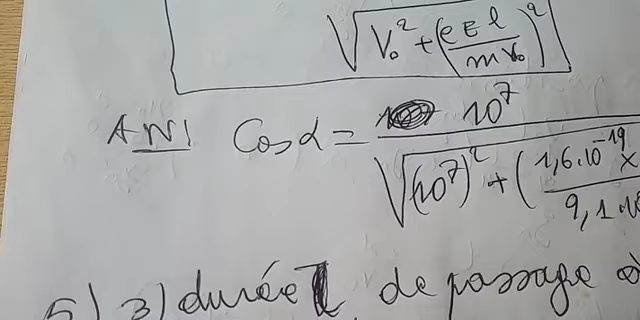 √(V₀² + (eEl / mV₀)²)
AN! Cosα = 10⁷ / √((10⁷)² + (1,6.10⁻¹⁹ × / 9,1.10
5) 3) durée de passage